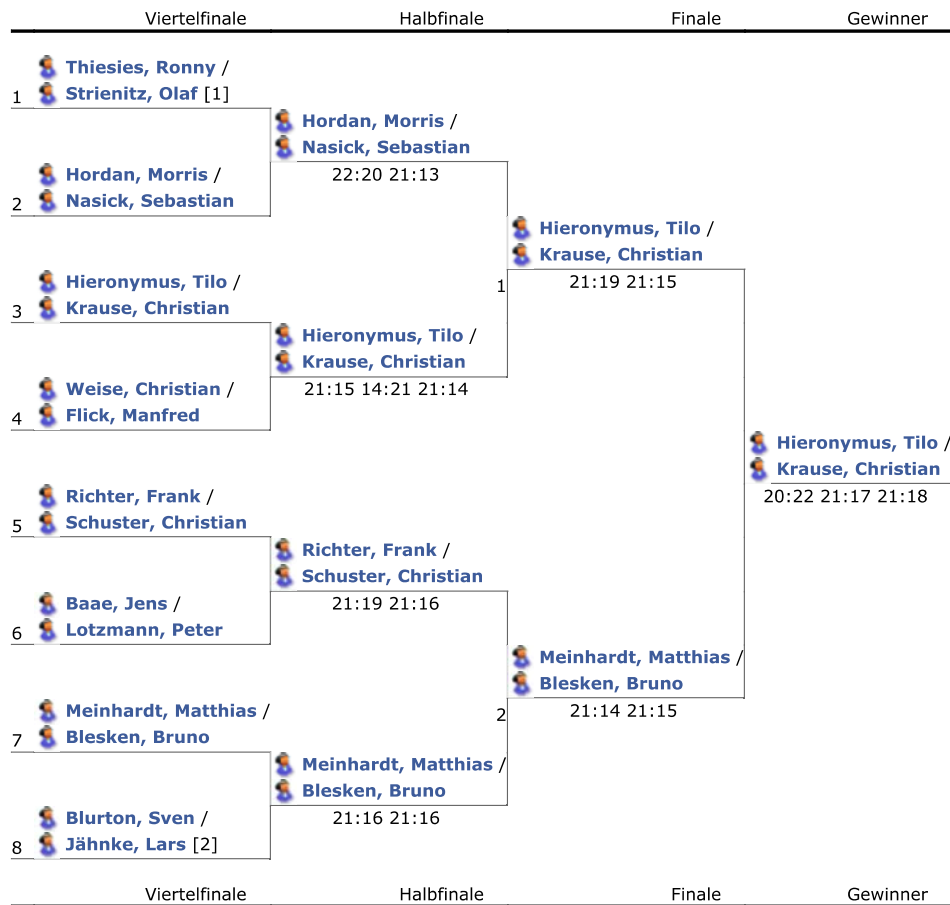 Viertelfinale Halbfinale Finale Gewinner
Thiesies, Ronny /
1 Strienitz, Olaf [1]
Hordan, Morris /
Nasick, Sebastian
22:20 21:13
Hordan, Morris /
2 Nasick, Sebastian
Hieronymus, Tilo /
Krause, Christian
1 21:19 21:15
Hieronymus, Tilo /
3 Krause, Christian
Hieronymus, Tilo /
Krause, Christian
21:15 14:21 21:14
Weise, Christian /
4 Flick, Manfred
Hieronymus, Tilo /
Krause, Christian
20:22 21:17 21:18
Richter, Frank /
5 Schuster, Christian
Richter, Frank /
Schuster, Christian
21:19 21:16
Baae, Jens /
6 Lotzmann, Peter
Meinhardt, Matthias /
Blesken, Bruno
2 21:14 21:15
Meinhardt, Matthias /
7 Blesken, Bruno
Meinhardt, Matthias /
Blesken, Bruno
21:16 21:16
Blurton, Sven /
8 Jähnke, Lars [2]
Viertelfinale Halbfinale Finale Gewinner